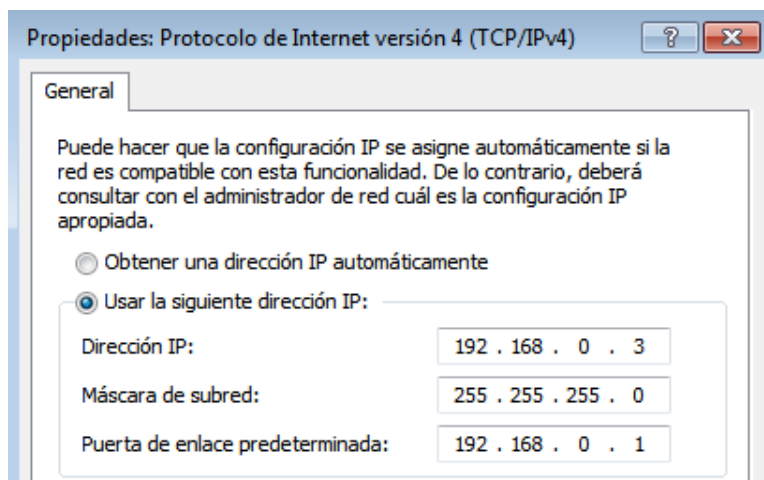 Propiedades: Protocolo de Internet versión 4 (TCP/IPv4)
General
Puede hacer que la configuración IP se asigne automáticamente si la
red es compatible con esta funcionalidad. De lo contrario, deberá
consultar con el administrador de red cuál es la configuración IP
apropiada.
Obtener una dirección IP automáticamente
Usar la siguiente dirección IP:
Dirección IP: 192 . 168 . 0 . 3
Máscara de subred: 255 . 255 . 255 . 0
Puerta de enlace predeterminada: 192 . 168 . 0 . 1